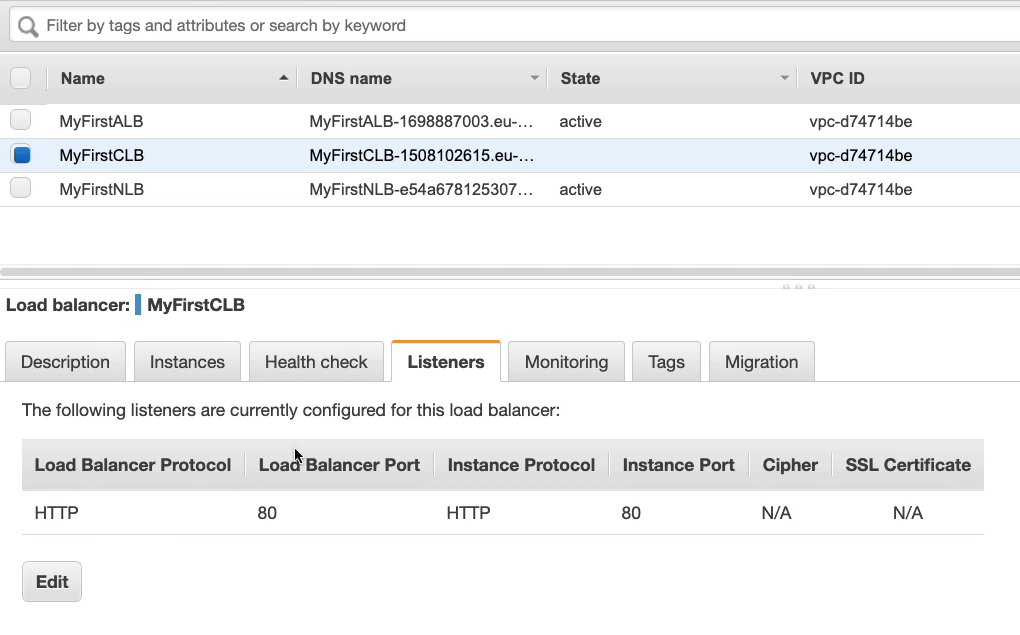 Filter by tags and attributes or search by keyword
Name DNS name State VPC ID
MyFirstALB MyFirstALB-1698887003.eu-... active vpc-d74714be
MyFirstCLB MyFirstCLB-1508102615.eu-... vpc-d74714be
MyFirstNLB MyFirstNLB-e54a678125307... active vpc-d74714be
Load balancer: MyFirstCLB
Description Instances Health check Listeners Monitoring Tags Migration
The following listeners are currently configured for this load balancer:
Load Balancer Protocol Load Balancer Port Instance Protocol Instance Port Cipher SSL Certificate
HTTP 80 HTTP 80 N/A N/A
Edit